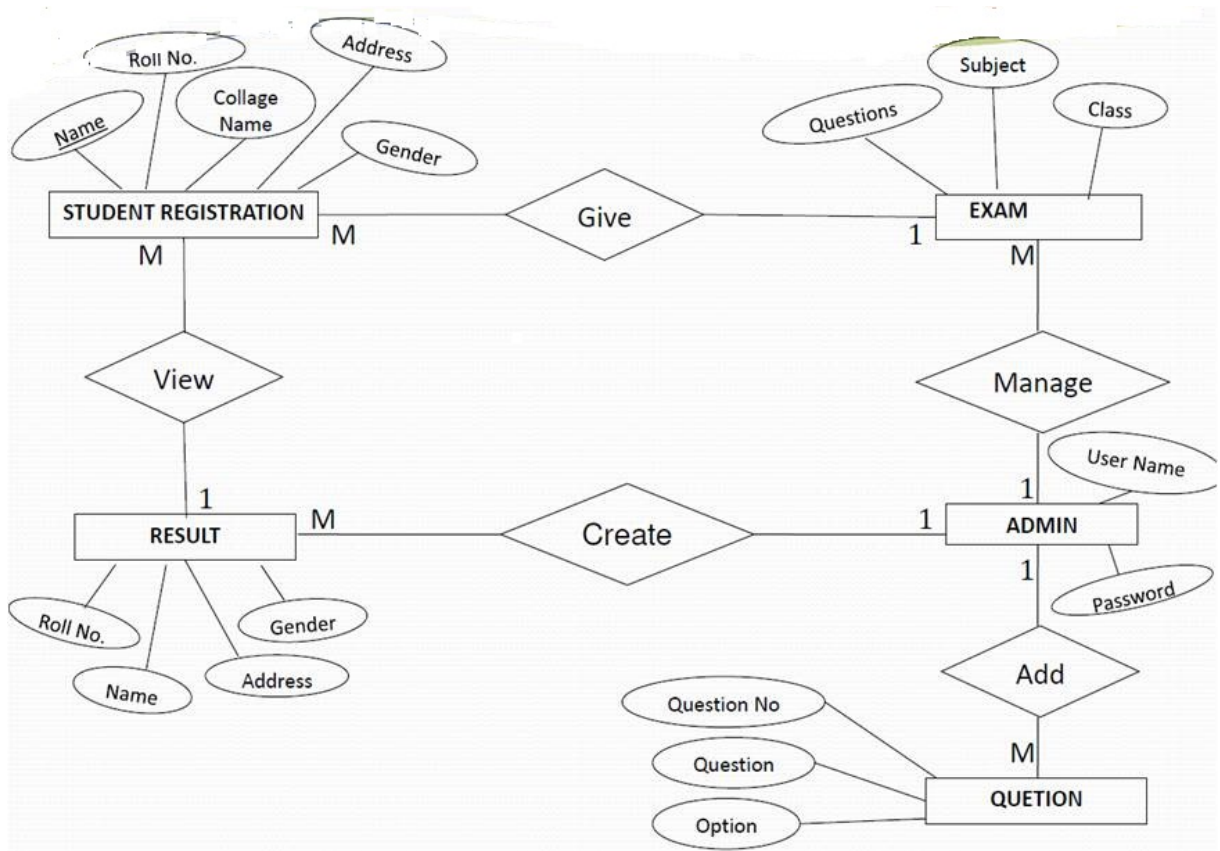 Roll No.
Address
Subject
Collage
Name
Name
Questions
Class
Gender
STUDENT REGISTRATION
Give
EXAM
M
M
1
M
View
Manage
User Name
1
M
1
1
RESULT
Create
ADMIN
1
Password
Roll No.
Gender
Name
Address
Add
Question No
M
Question
QUETION
Option